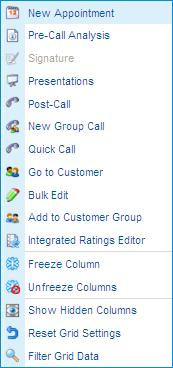 New Appointment
Pre-Call Analysis
Signature
Presentations
Post-Call
New Group Call
Quick Call
Go to Customer
Bulk Edit
Add to Customer Group
Integrated Ratings Editor
Freeze Column
Unfreeze Columns
Show Hidden Columns
Reset Grid Settings
Filter Grid Data